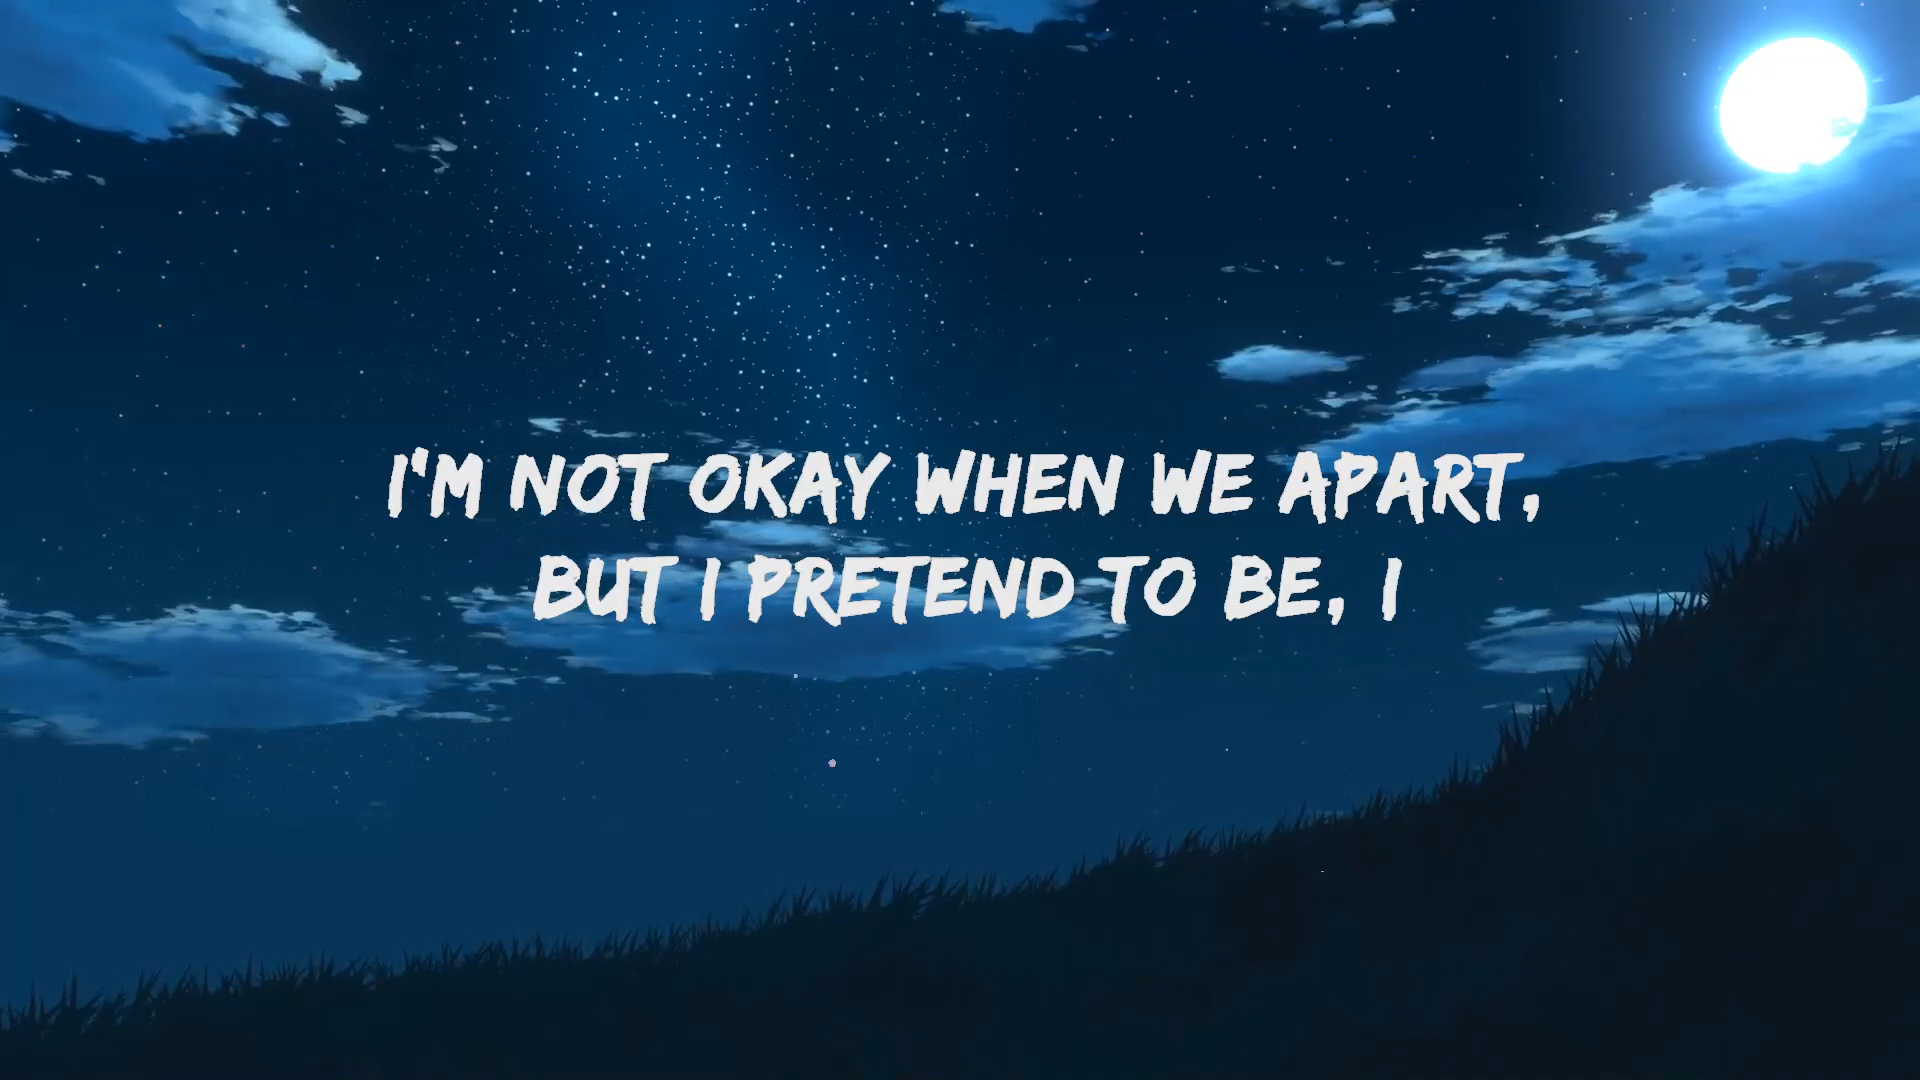 I'M NOT OKAY WHEN WE APART,
BUT I PRETEND TO BE, I